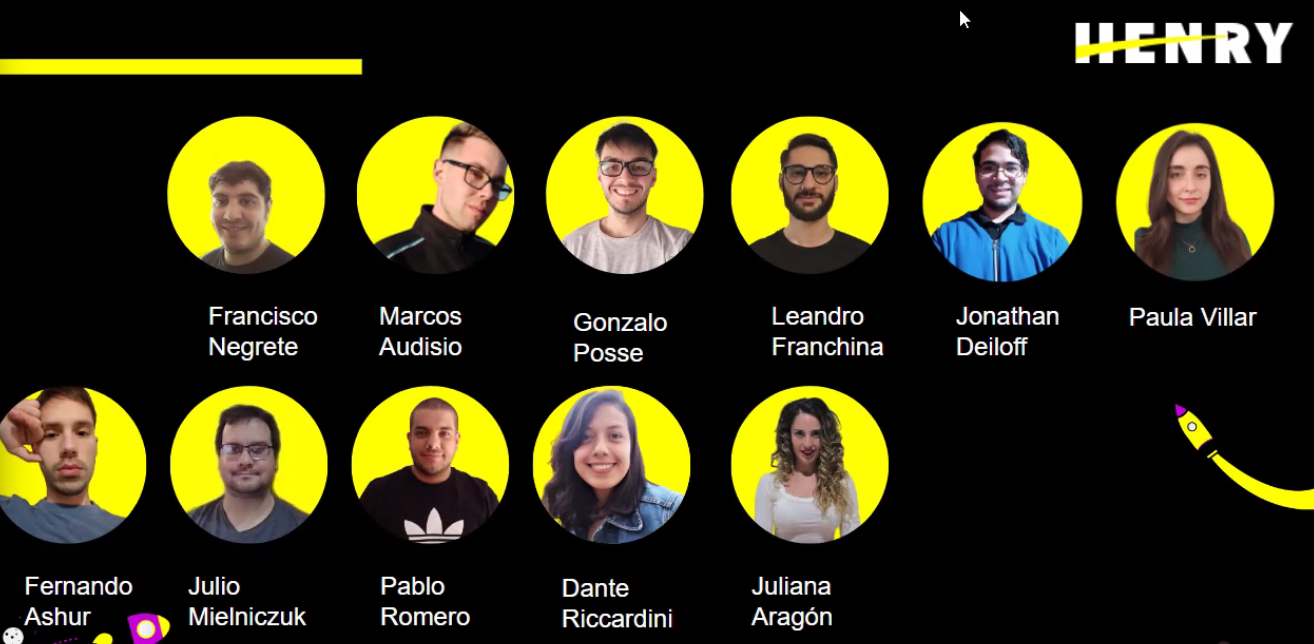 HENRY
Francisco
Negrete
Marcos
Audisio
Gonzalo
Posse
Leandro
Franchina
Jonathan
Deiloff
Paula Villar
Fernando
Ashur
Julio
Mielniczuk
Pablo
Romero
Dante
Riccardini
Juliana
Aragón